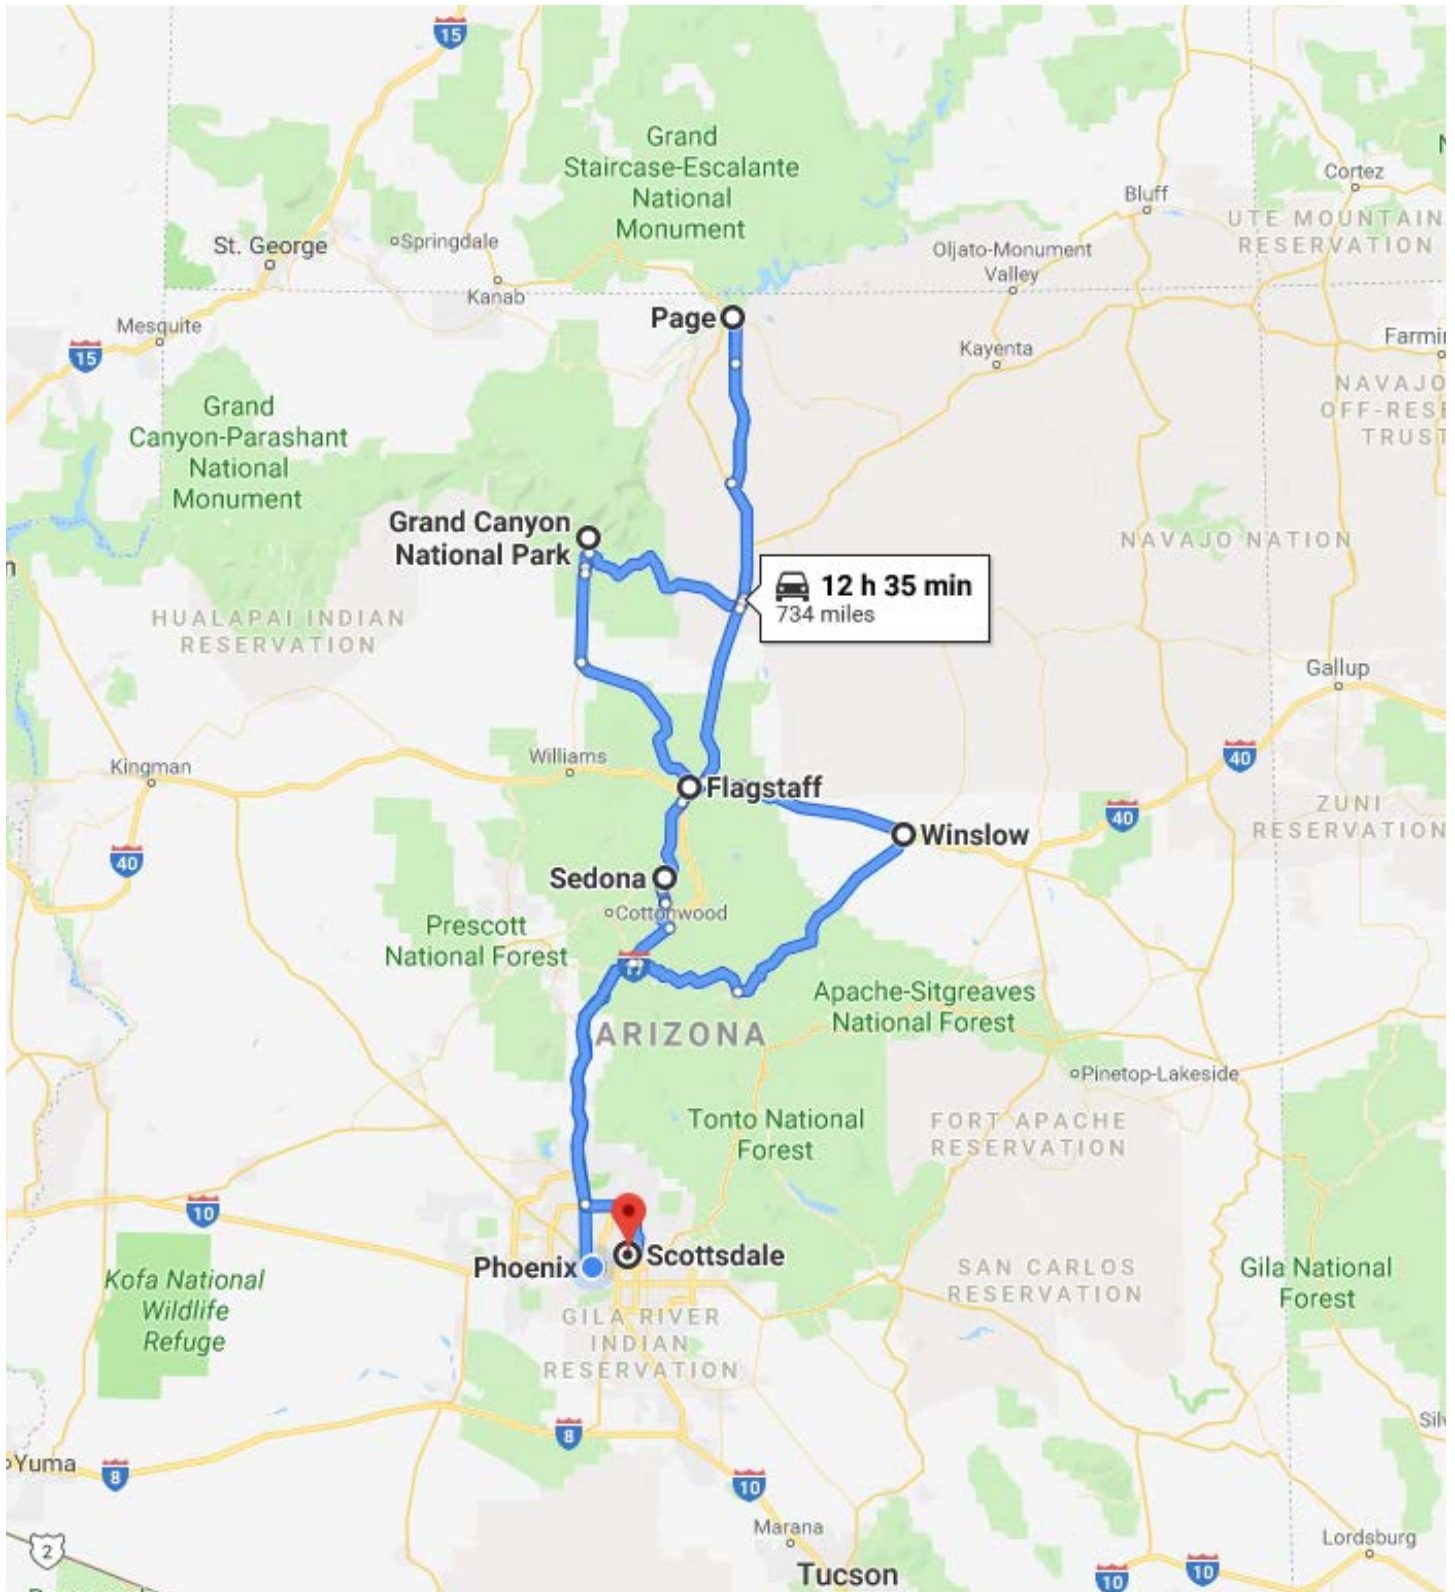 15
Grand
Staircase-Escalante
National
Monument
Cortez
Bluff
UTE MOUNTAIN
RESERVATION
St. George
Springdale
Oljato-Monument
Valley
Kanab
Page
Mesquite
15
Kayenta
Farmin
NAVAJO
OFF-RESE
TRUST
Grand
Canyon-Parashant
National
Monument
Grand Canyon
National Park
NAVAJO NATION
n
12 h 35 min
734 miles
HUALAPAI INDIAN
RESERVATION
Gallup
Williams
Kingman
40
Flagstaff
ZUNI
RESERVATION
40
Winslow
40
Sedona
Cottonwood
Prescott
National Forest
17
Apache-Sitgreaves
National Forest
ARIZONA
Pinetop-Lakeside
Tonto National
Forest
FORT APACHE
RESERVATION
10
Phoenix
Scottsdale
Kofa National
Wildlife
Refuge
SAN CARLOS
RESERVATION
Gila National
Forest
GILA RIVER
INDIAN
RESERVATION
8
Silv
Yuma
8
10
Marana
2
Lordsburg
Tucson
10
10